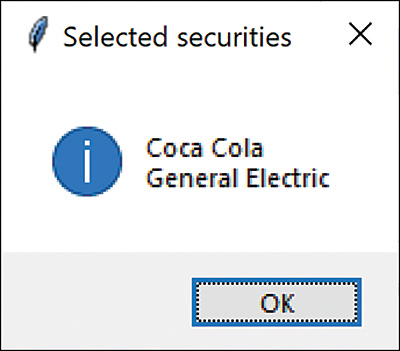 Selected securities
Coca Cola
General Electric
OK